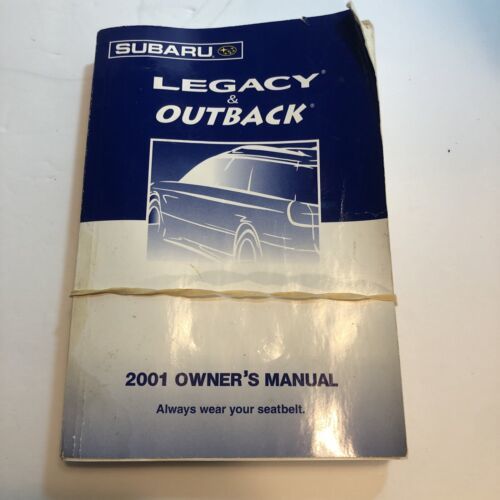 SUBARU
LEGACY®
&
OUTBACK®
2001 OWNER'S MANUAL
Always wear your seatbelt.